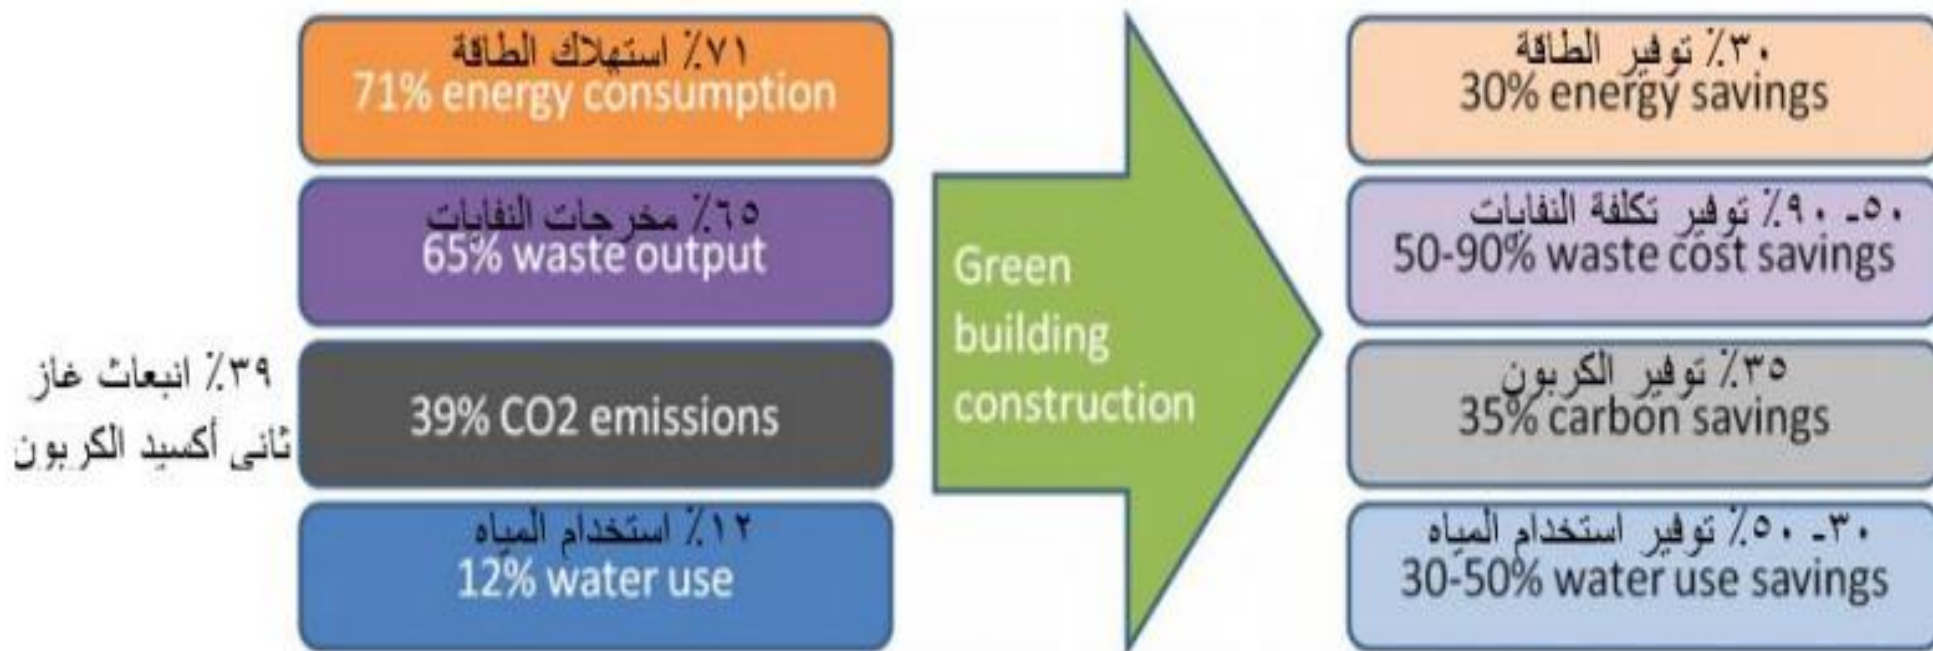 ٧١٪ استهلاك الطاقة
71% energy consumption
٦٥٪ مخرجات النفايات
65% waste output
٣٩٪ انبعاث غاز
ثانى أكسيد الكربون
39% CO2 emissions
١٢٪ استخدام المياه
12% water use
Green
building
construction
٣٠٪ توفير الطاقة
30% energy savings
٥٠- ٩٠٪ توفير تكلفة النفايات
50-90% waste cost savings
٣٥٪ توفير الكربون
35% carbon savings
٣٠- ٥٠٪ توفير استخدام المياه
30-50% water use savings